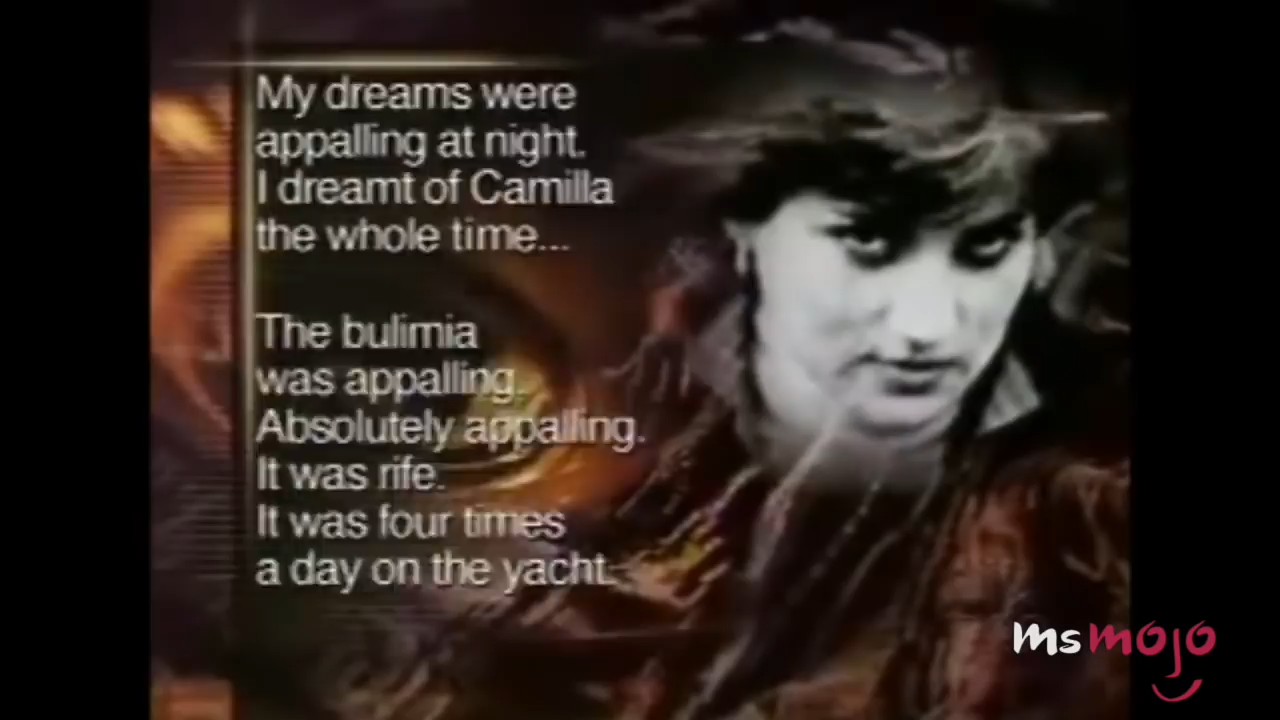 My dreams were
appalling at night.
I dreamt of Camilla
the whole time...
The bulimia
was appalling.
Absolutely appalling.
It was rife.
It was four times
a day on the yacht.
msmojo